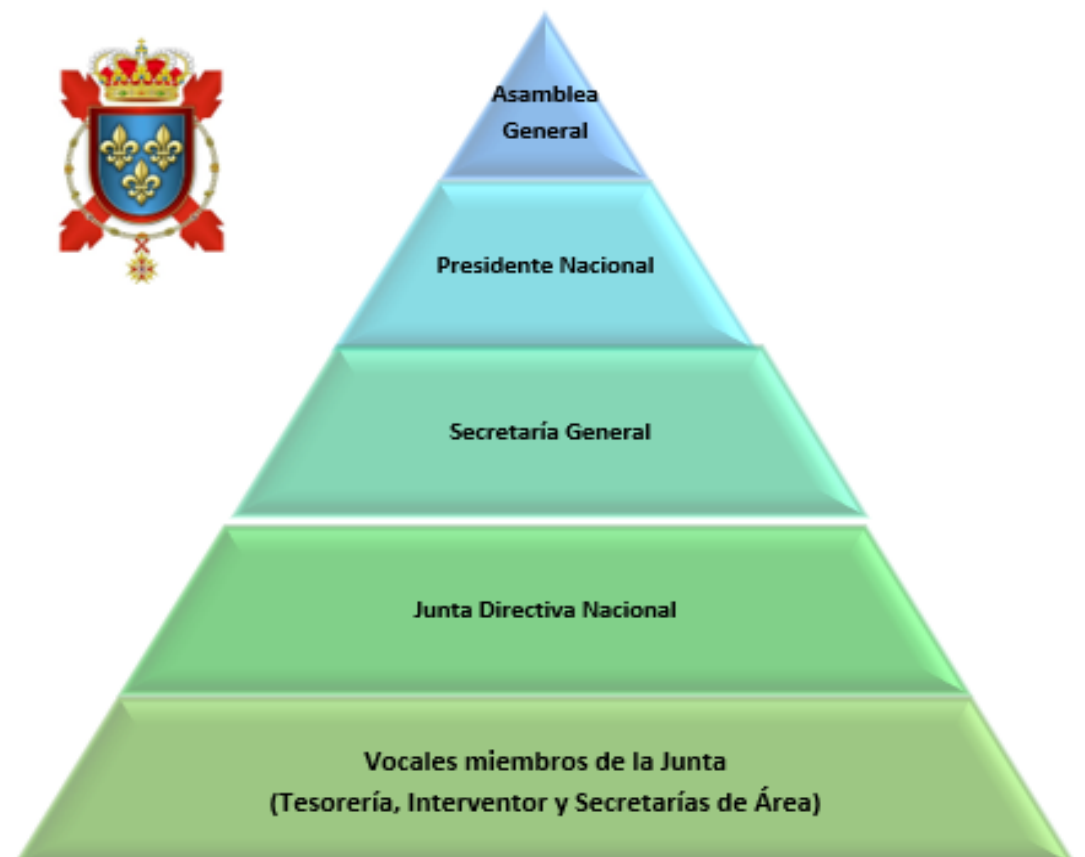 Asamblea
General
Presidente Nacional
Secretaría General
Junta Directiva Nacional
Vocales miembros de la Junta
(Tesorería, Interventor y Secretarías de Área)